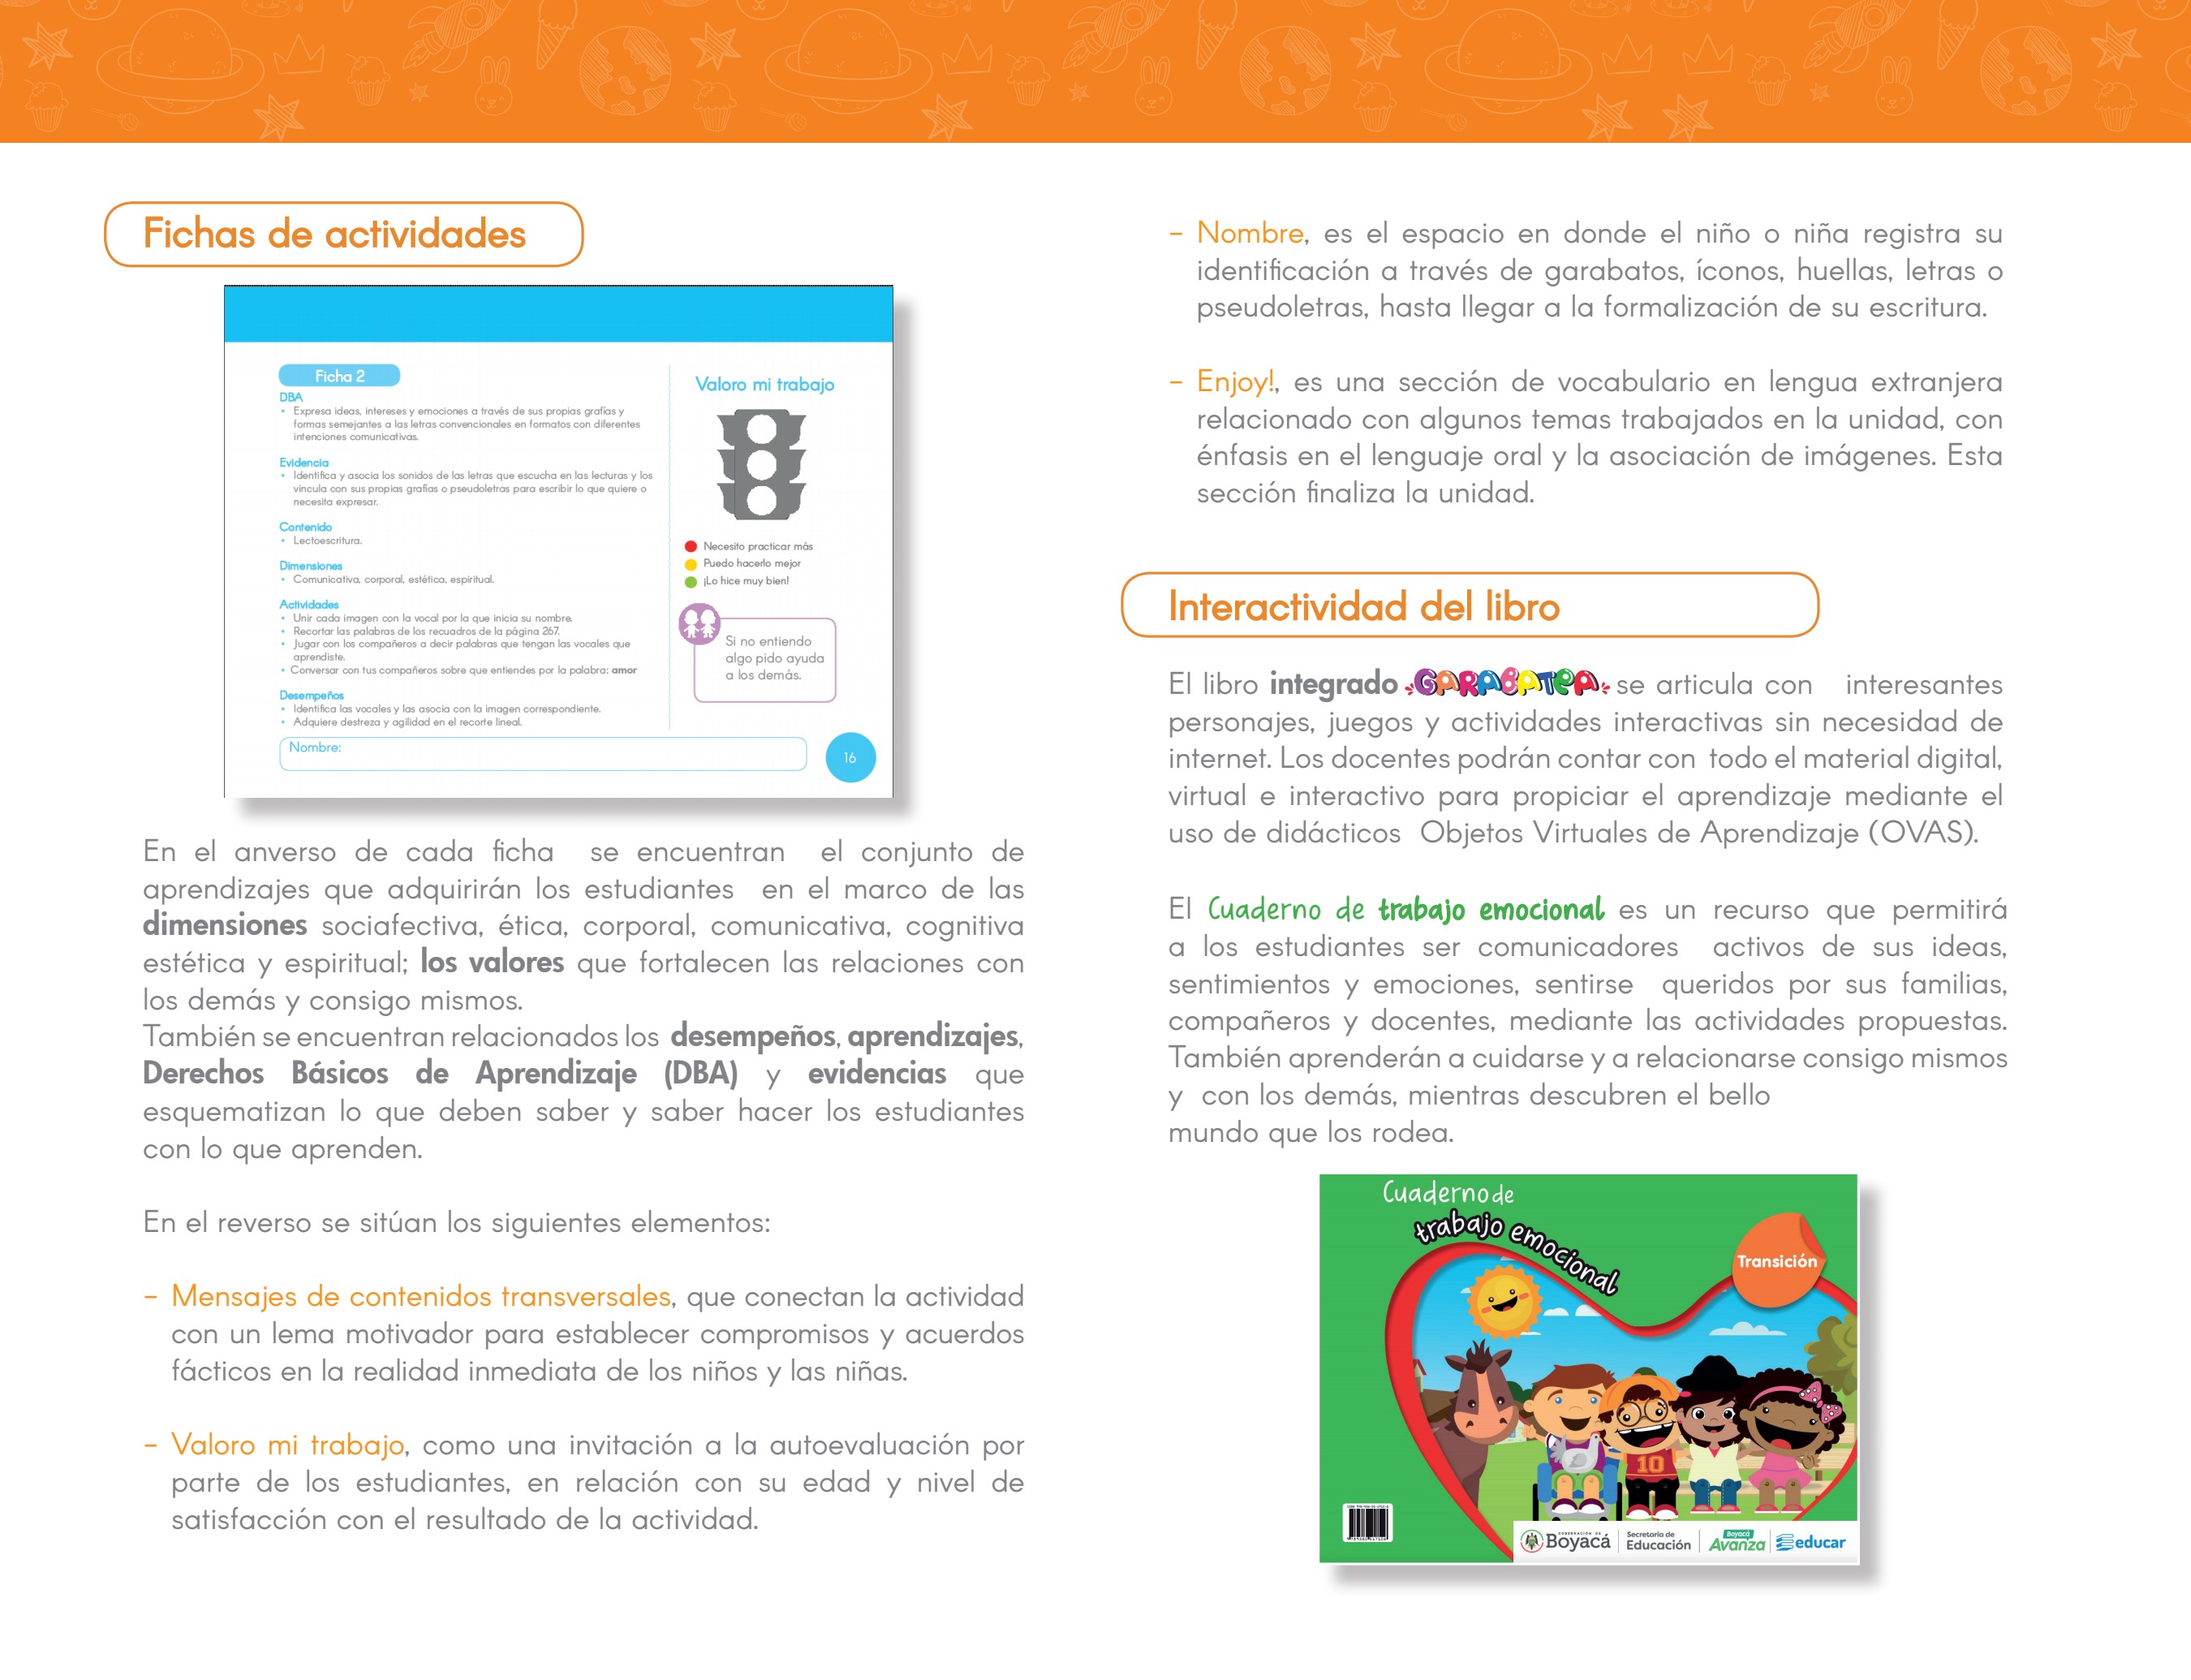 Fichas de actividades
Ficha 2
DBA
• Expresa ideas, intereses y emociones a través de sus propias grafías y
formas semejantes a las letras convencionales en formatos con diferentes
intenciones comunicativas.
Evidencia
• Identifica y asocia los sonidos de las letras que escucha en las lecturas y los
vincula con sus propias grafías o pseudoletras para escribir lo que quiere o
necesita expresar.
Contenido
• Lectoescritura.
Dimensiones
• Comunicativa, corporal, estética, espiritual.
Actividades
• Unir cada imagen con la vocal por la que inicia su nombre.
• Recortar las palabras de los recuadros de la página 267.
• Jugar con los compañeros a decir palabras que tengan las vocales que
aprendiste.
• Conversar con tus compañeros sobre que entiendes por la palabra: amor
Desempeños
• Identifica las vocales y las asocia con la imagen correspondiente.
• Adquiere destreza y agilidad en el recorte lineal.
Nombre:
Valoro mi trabajo
Necesito practicar más
Puedo hacerlo mejor
¡Lo hice muy bien!
Si no entiendo
algo pido ayuda
a los demás.
16
En el anverso de cada ficha se encuentran el conjunto de
aprendizajes que adquirirán los estudiantes en el marco de las
dimensiones sociafectiva, ética, corporal, comunicativa, cognitiva
estética y espiritual; los valores que fortalecen las relaciones con
los demás y consigo mismos.
También se encuentran relacionados los desempeños, aprendizajes,
Derechos Básicos de Aprendizaje (DBA) y evidencias que
esquematizan lo que deben saber y saber hacer los estudiantes
con lo que aprenden.
En el reverso se sitúan los siguientes elementos:
– Mensajes de contenidos transversales, que conectan la actividad
con un lema motivador para establecer compromisos y acuerdos
fácticos en la realidad inmediata de los niños y las niñas.
– Valoro mi trabajo, como una invitación a la autoevaluación por
parte de los estudiantes, en relación con su edad y nivel de
satisfacción con el resultado de la actividad.
– Nombre, es el espacio en donde el niño o niña registra su
identificación a través de garabatos, íconos, huellas, letras o
pseudoletras, hasta llegar a la formalización de su escritura.
– Enjoy!, es una sección de vocabulario en lengua extranjera
relacionado con algunos temas trabajados en la unidad, con
énfasis en el lenguaje oral y la asociación de imágenes. Esta
sección finaliza la unidad.
Interactividad del libro
El libro integrado GARABATEA se articula con interesantes
personajes, juegos y actividades interactivas sin necesidad de
internet. Los docentes podrán contar con todo el material digital,
virtual e interactivo para propiciar el aprendizaje mediante el
uso de didácticos Objetos Virtuales de Aprendizaje (OVAS).
El Cuaderno de trabajo emocional es un recurso que permitirá
a los estudiantes ser comunicadores activos de sus ideas,
sentimientos y emociones, sentirse queridos por sus familias,
compañeros y docentes, mediante las actividades propuestas.
También aprenderán a cuidarse y a relacionarse consigo mismos
y con los demás, mientras descubren el bello
mundo que los rodea.
Cuaderno de
trabajo emocional
Transición
10
GOBERNACIÓN DE
Boyacá
Secretaría de
Educación
Boyacá
Avanza
educar